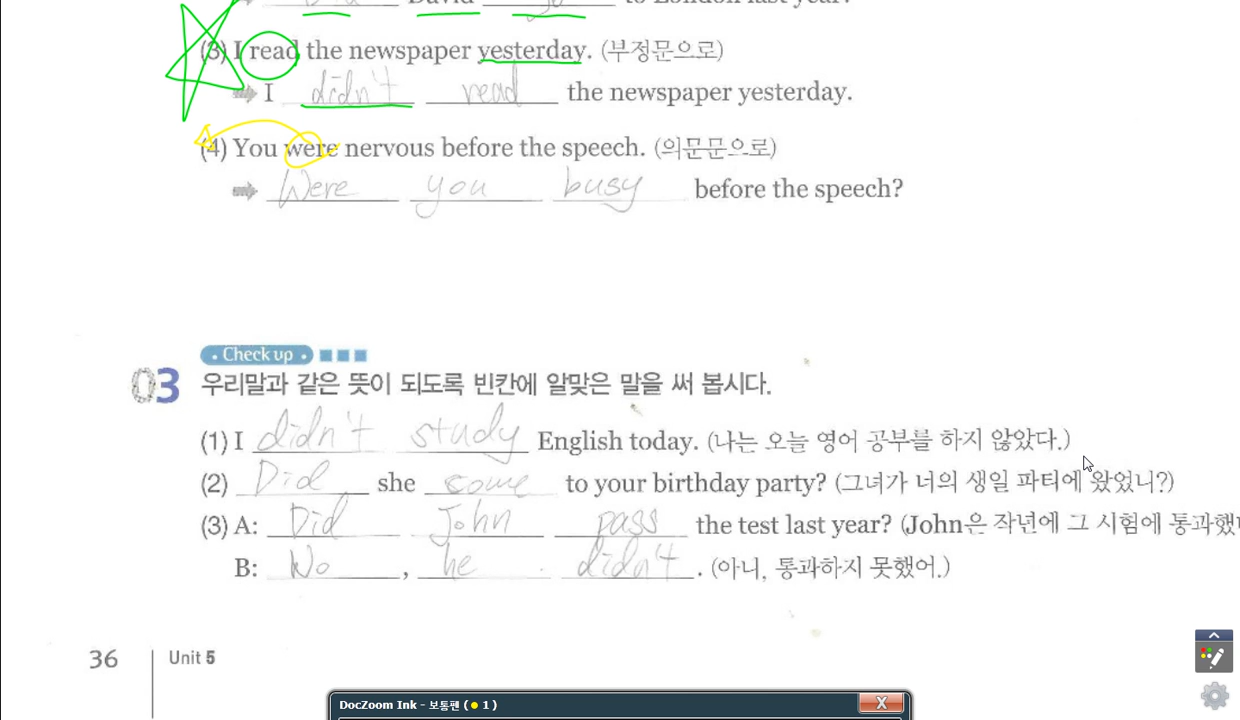 David to London last year?
(3) I read the newspaper yesterday. (부정문으로)
I didn't read the newspaper yesterday.
(4) You were nervous before the speech. (의문문으로)
Were you busy before the speech?
• Check up •
03 우리말과 같은 뜻이 되도록 빈칸에 알맞은 말을 써 봅시다.
(1) I didn't study English today. (나는 오늘 영어 공부를 하지 않았다.)
(2) Did she come to your birthday party? (그녀가 너의 생일 파티에 왔었니?)
(3) A: Did John pass the test last year? (John은 작년에 그 시험에 통과했
B: No , he didn't . (아니, 통과하지 못했어.)
36 Unit 5
DocZoom Ink - 보통펜 ( 1 )